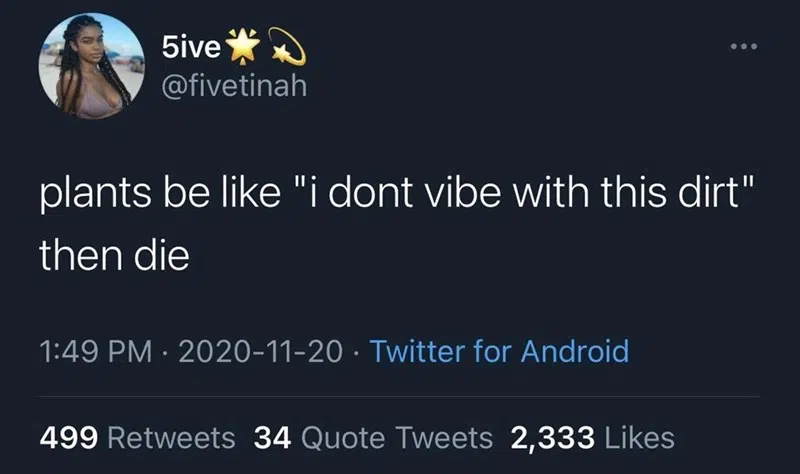 5ive🌟💫
@fivetinah
plants be like "i dont vibe with this dirt"
then die
1:49 PM · 2020-11-20 · Twitter for Android
499 Retweets 34 Quote Tweets 2,333 Likes